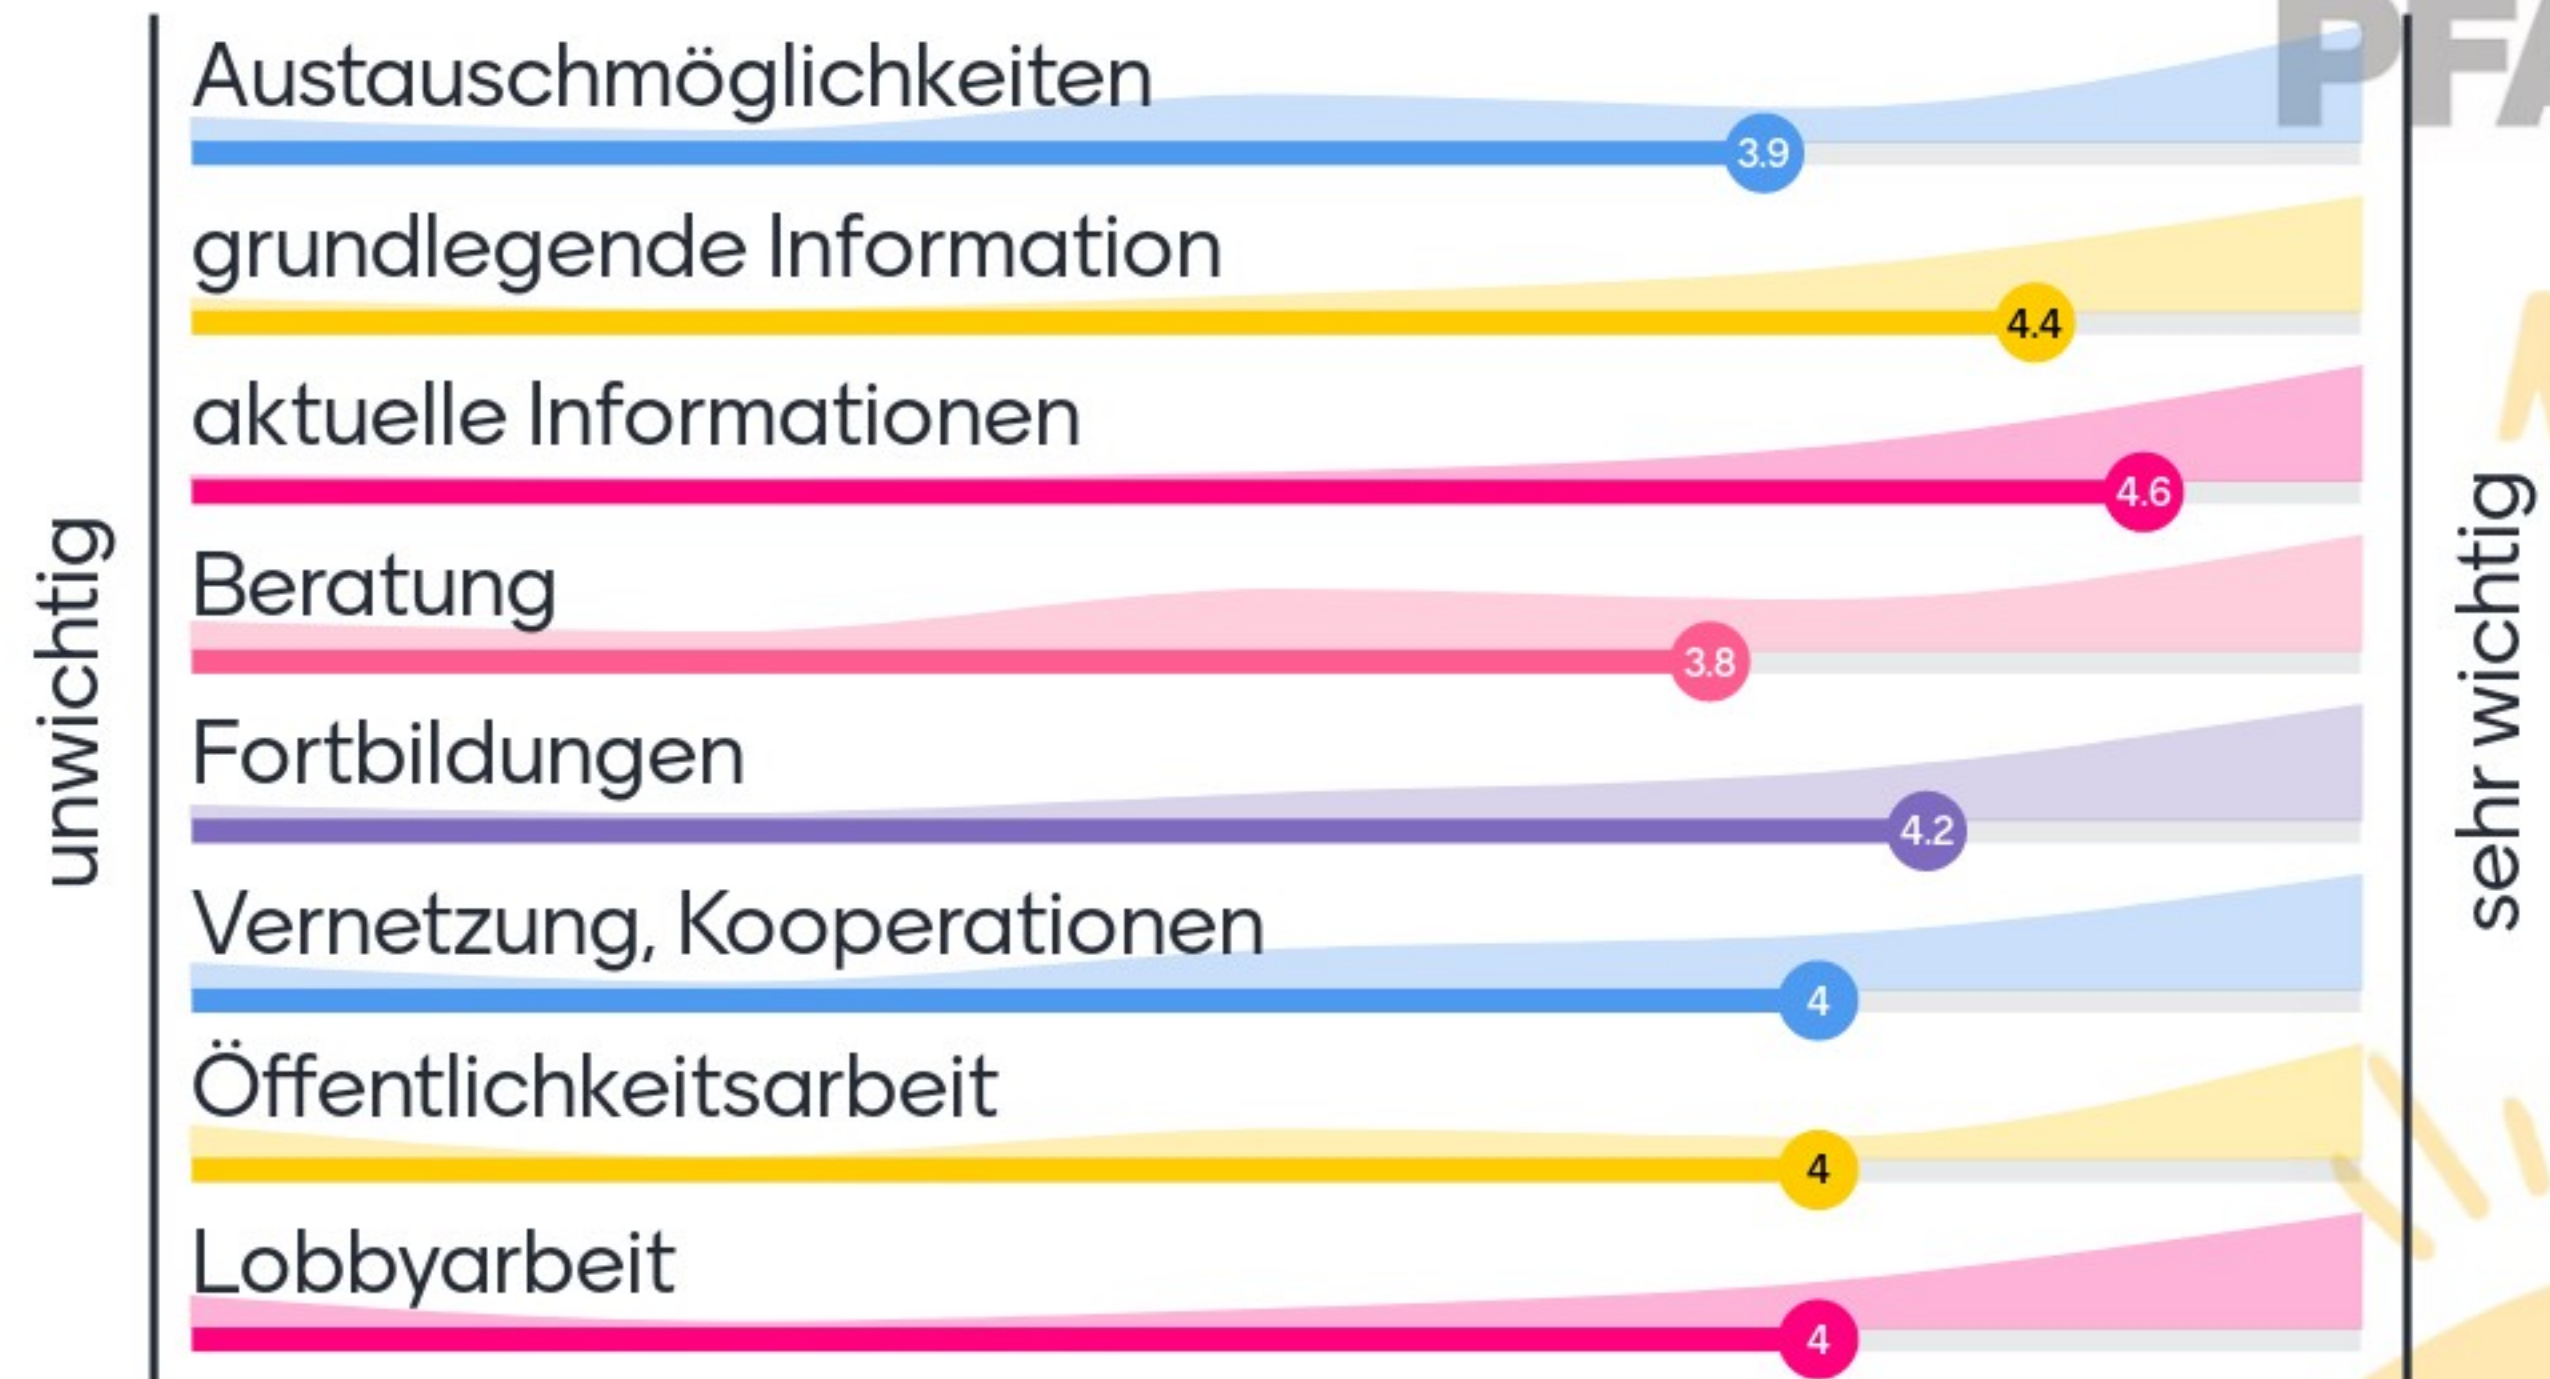 Austauschmöglichkeiten
3.9
grundlegende Information
4.4
aktuelle Informationen
4.6
Beratung
3.8
Fortbildungen
4.2
Vernetzung, Kooperationen
4
Öffentlichkeitsarbeit
4
Lobbyarbeit
4
unwichtig
sehr wichtig